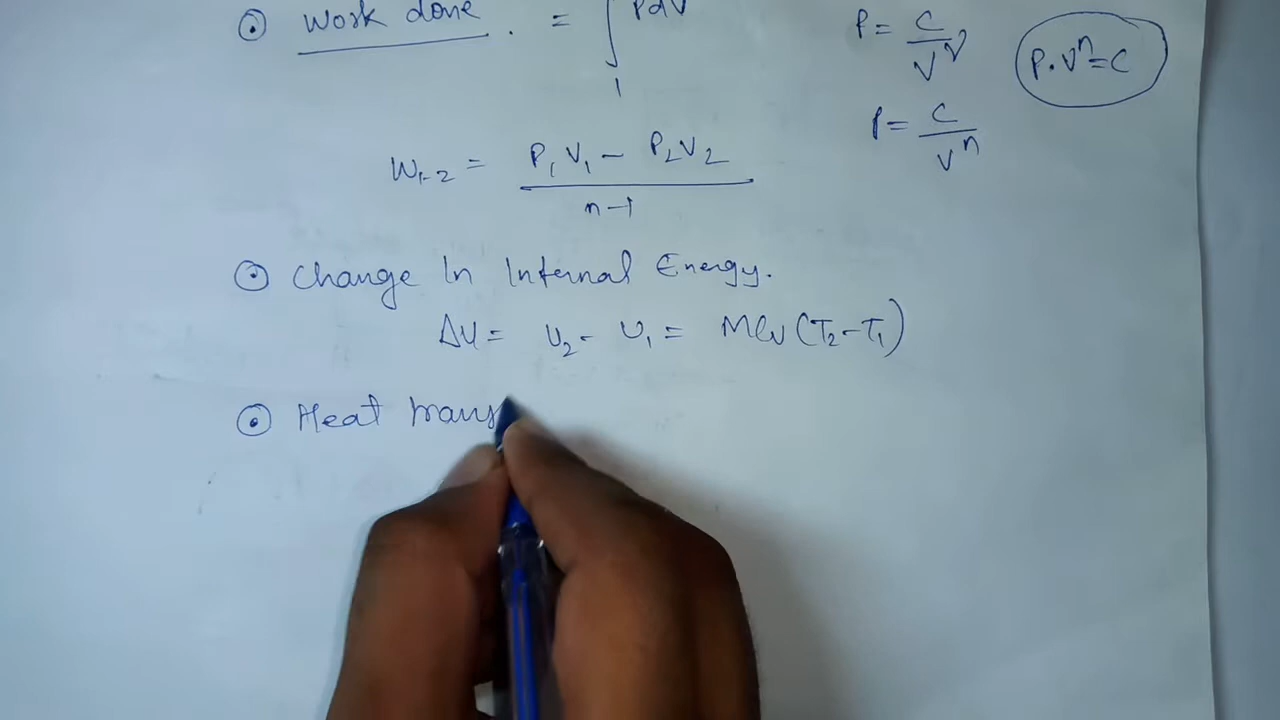 ⊙ Work done . = ∫ PdV
1
P = C / V^γ
P·V^n = C
P = C / V^n
W1-2 = P1V1 - P2V2 / n-1
⊙ Change In Internal Energy.
ΔU = U2 - U1 = MCv (T2-T1)
⊙ Heat trans